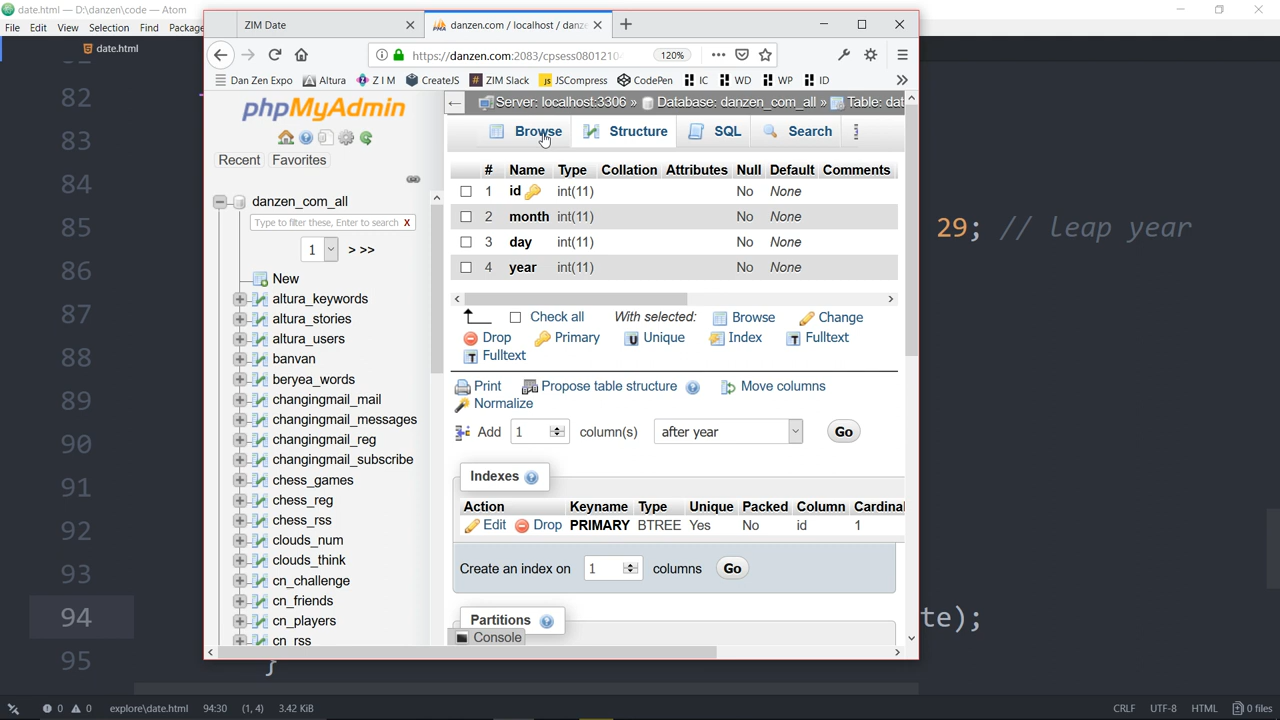 date.html — D:\danzen\code — Atom
File Edit View Selection Find Package
date.html
82
83
84
85
86
87
88
89
90
91
92
93
94
95
29; // leap year
te);
}
ZIM Date
danzen.com / localhost / danz
https://danzen.com:2083/cpsess0801210
120%
Dan Zen Expo Altura Z I M CreateJS ZIM Slack JSCompress CodePen IC WD WP ID
phpMyAdmin
Recent Favorites
danzen_com_all
Type to filter these, Enter to search X
1 > >>
New
altura_keywords
altura_stories
altura_users
banvan
beryea_words
changingmail_mail
changingmail_messages
changingmail_reg
changingmail_subscribe
chess_games
chess_reg
chess_rss
clouds_num
clouds_think
cn_challenge
cn_friends
cn_players
cn_rss
Server: localhost:3306 » Database: danzen_com_all » Table: dat
Browse Structure SQL Search
# Name Type Collation Attributes Null Default Comments
1 id int(11) No None
2 month int(11) No None
3 day int(11) No None
4 year int(11) No None
Check all With selected: Browse Change
Drop Primary Unique Index Fulltext
Fulltext
Print Propose table structure Move columns
Normalize
Add 1 column(s) after year Go
Indexes
Action Keyname Type Unique Packed Column Cardinal
Edit Drop PRIMARY BTREE Yes No id 1
Create an index on 1 columns Go
Partitions
Console
0 0 explore\date.html 94:30 (1, 4) 3.42 KiB CRLF UTF-8 HTML 0 files